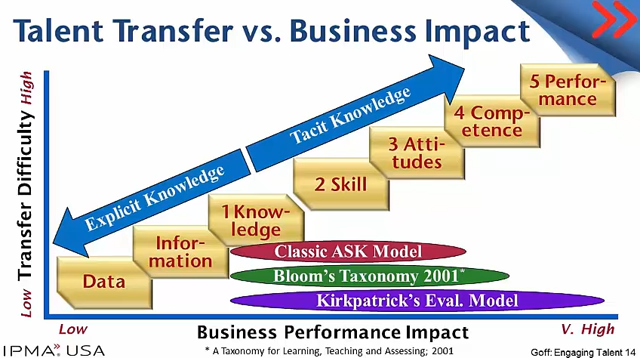 Talent Transfer vs. Business Impact
High
Transfer Difficulty
Low
5 Perfor-
mance
4 Comp-
etence
3 Atti-
tudes
2 Skill
1 Know-
ledge
Infor-
mation
Data
Tacit Knowledge
Explicit Knowledge
Classic ASK Model
Bloom's Taxonomy 2001*
Kirkpatrick's Eval. Model
Low
Business Performance Impact
V. High
* A Taxonomy for Learning, Teaching and Assessing; 2001
IPMA USA
Goff: Engaging Talent 14